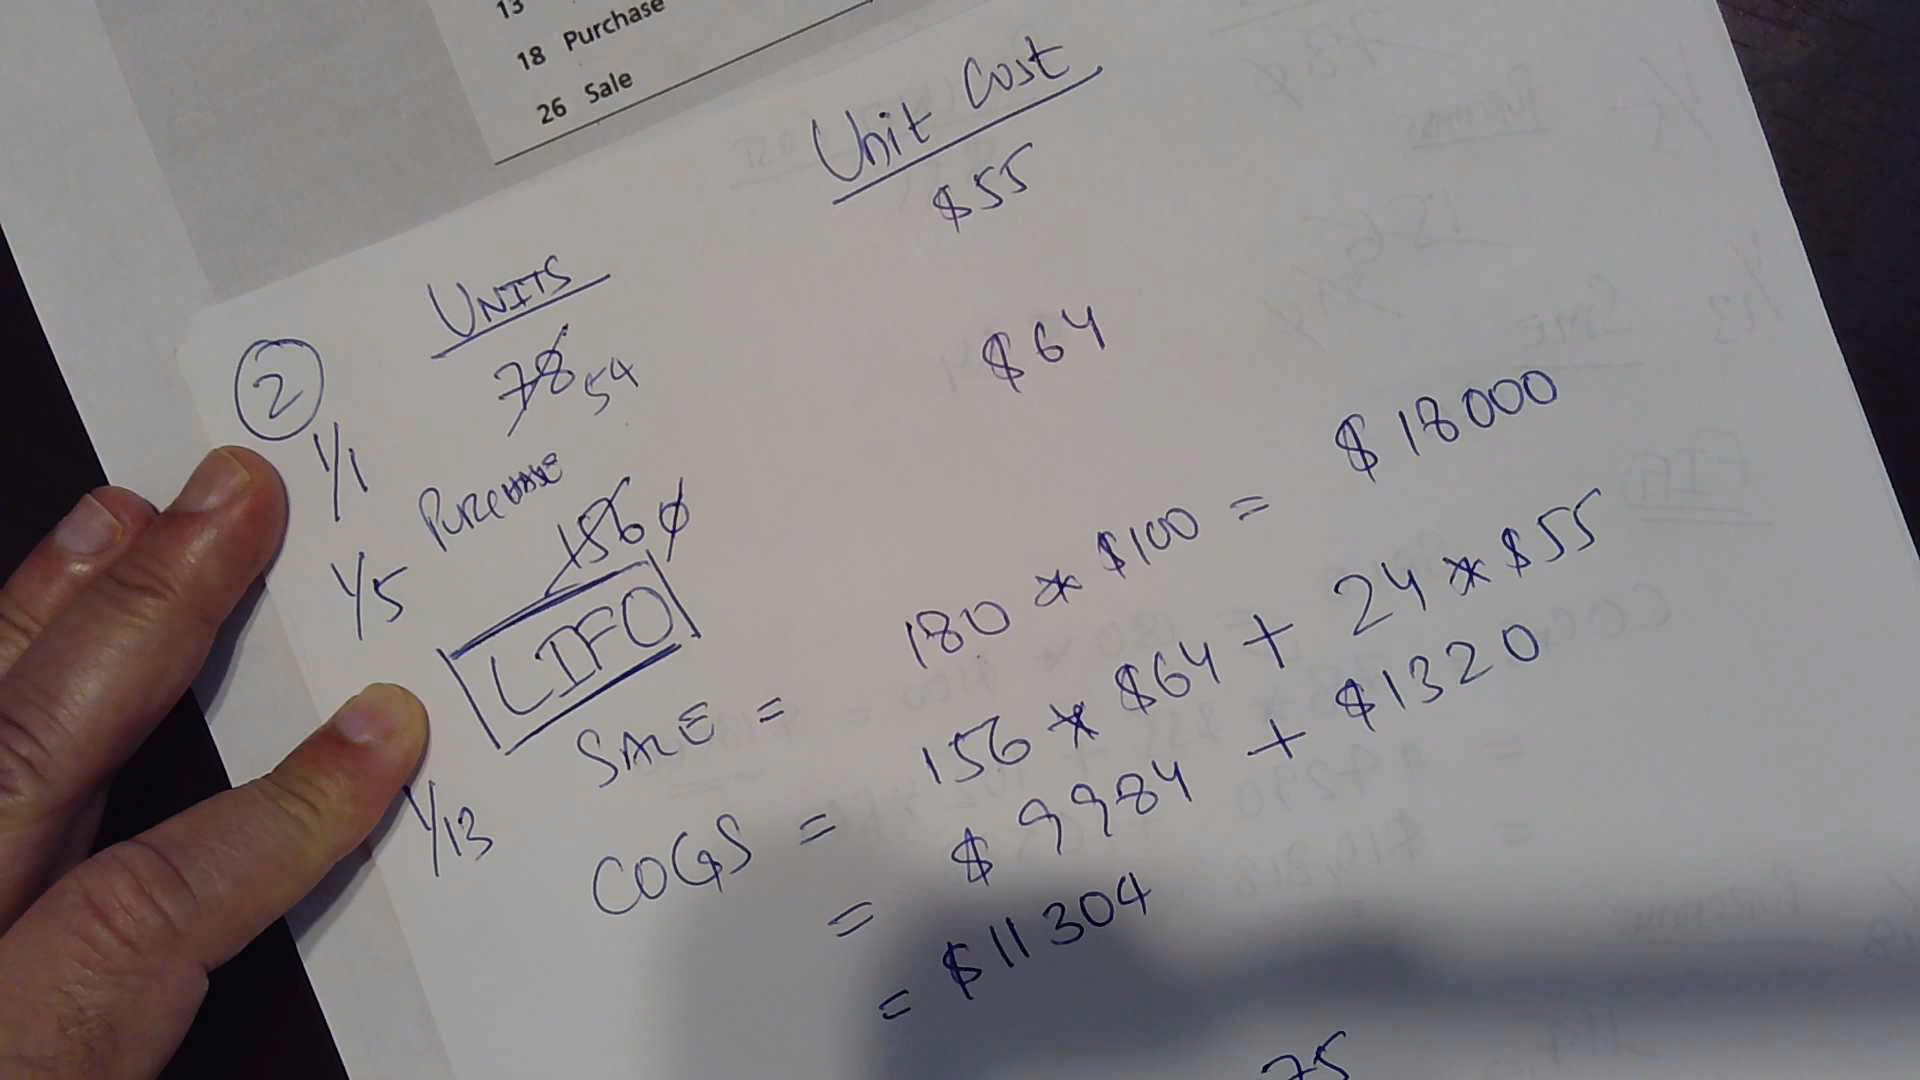 13
18 Purchase
26 Sale
UNITS Unit Cost
2
1/1 78 54 $55
1/5 PURCHASE 156 0 $64
LIFO
1/13 SALE = 180 * $100 = $18000
COGS = 156 * $64 + 24 * $55
= $9984 + $1320
= $11304
75